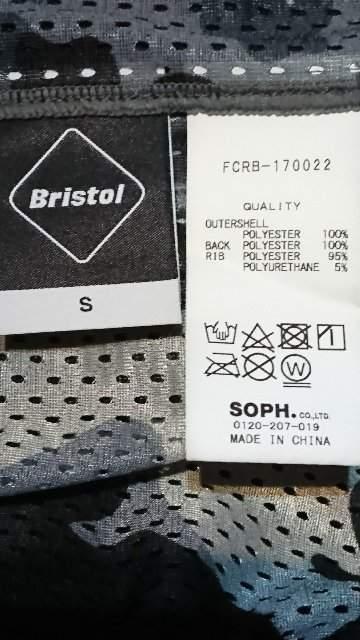 Bristol
S
FCRB-170022
QUALITY
OUTERSHELL
POLYESTER 100%
BACK POLYESTER 100%
RIB POLYESTER 95%
POLYURETHANE 5%
W
SOPH. CO.,LTD.
0120-207-019
MADE IN CHINA